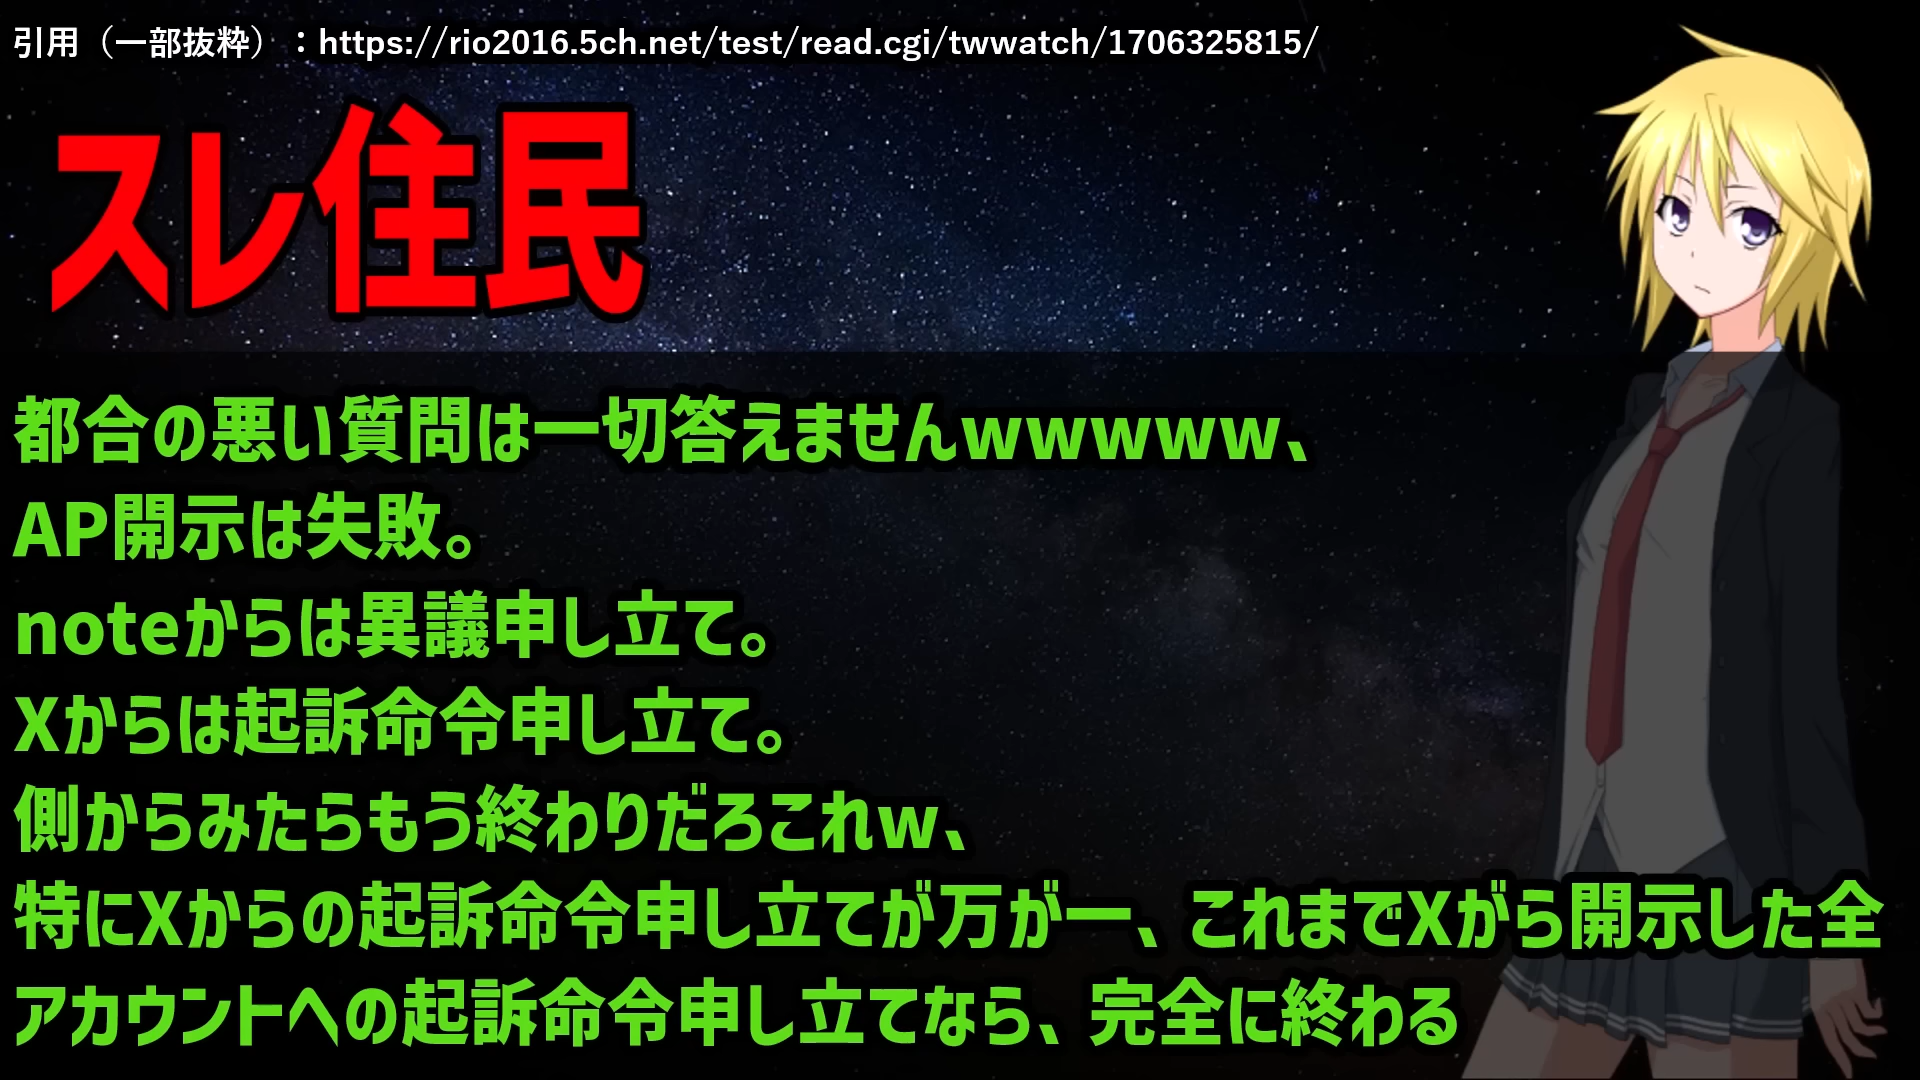 引用（一部抜粋）：https://rio2016.5ch.net/test/read.cgi/twwatch/1706325815/
スレ住民
都合の悪い質問は一切答えませんwwwww、
AP開示は失敗。
noteからは異議申し立て。
Xからは起訴命令申し立て。
側からみたらもう終わりだろこれw、
特にXからの起訴命令申し立てが万が一、これまでXがら開示した全
アカウントへの起訴命令申し立てなら、完全に終わる